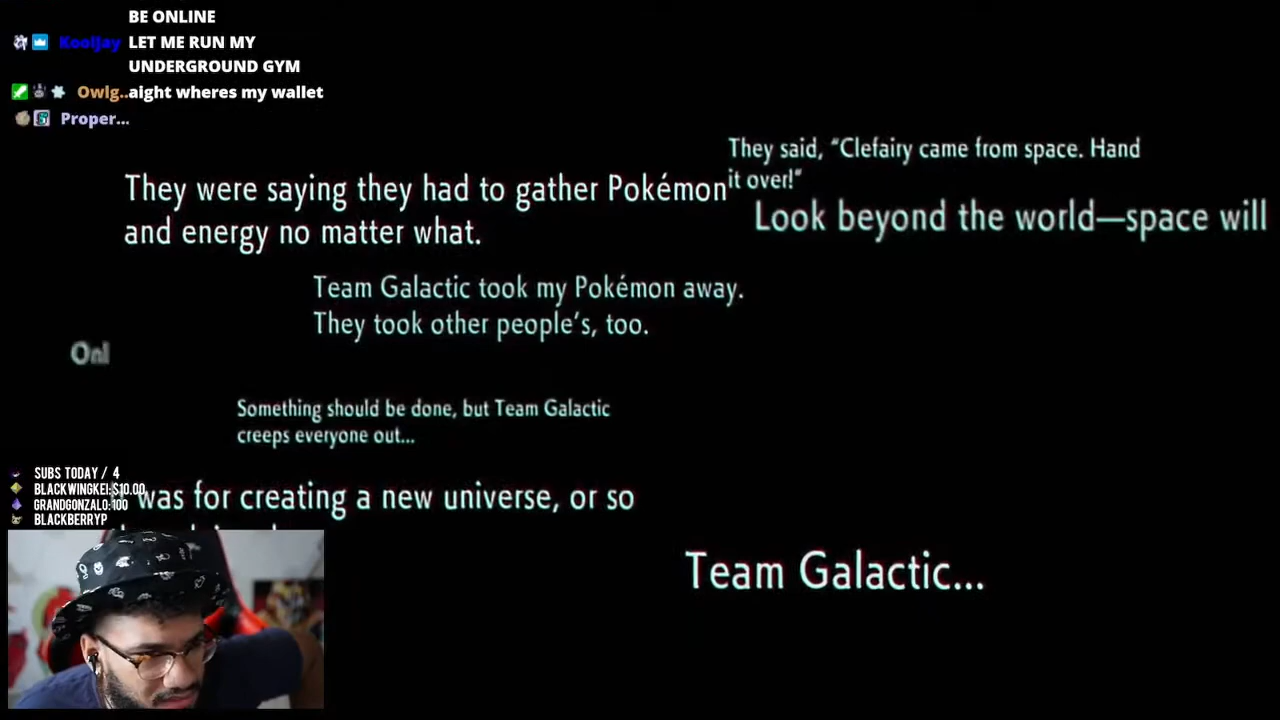 BE ONLINE
KoolJay LET ME RUN MY
UNDERGROUND GYM
Owlg.. aight wheres my wallet
Proper...
They said, “Clefairy came from space. Hand
it over!”
They were saying they had to gather Pokémon
and energy no matter what.
Look beyond the world—space will
Team Galactic took my Pokémon away.
They took other people’s, too.
Onl
Something should be done, but Team Galactic
creeps everyone out...
SUBS TODAY / 4
BLACKWINGKEI:$10.00
was for creating a new universe, or so
GRANDGONZALO:100
BLACKBERRYP
Team Galactic...